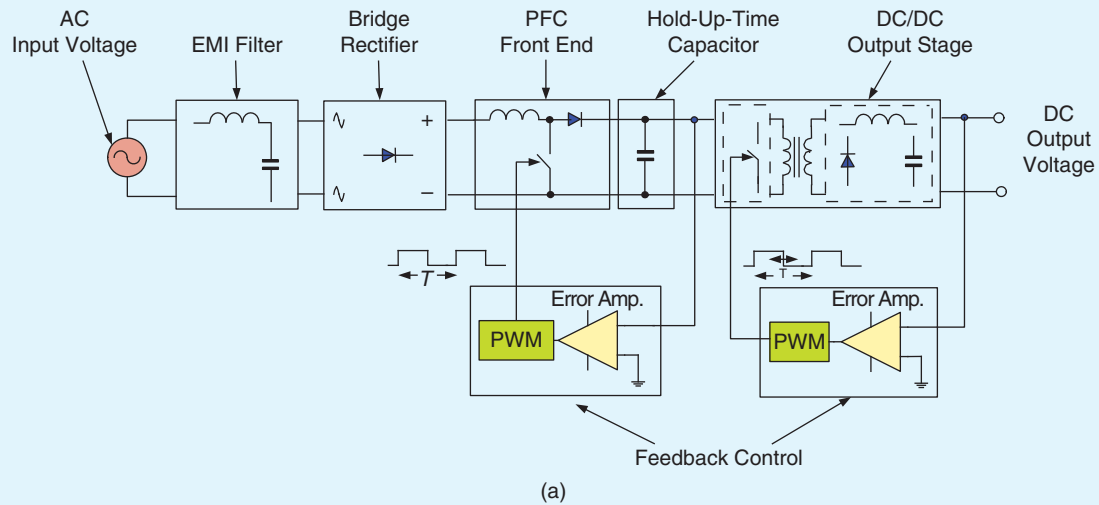 AC
Input Voltage
EMI Filter
Bridge
Rectifier
PFC
Front End
Hold-Up-Time
Capacitor
DC/DC
Output Stage
DC
Output
Voltage
+
−
T
T
Error Amp.
PWM
Error Amp.
PWM
Feedback Control
(a)